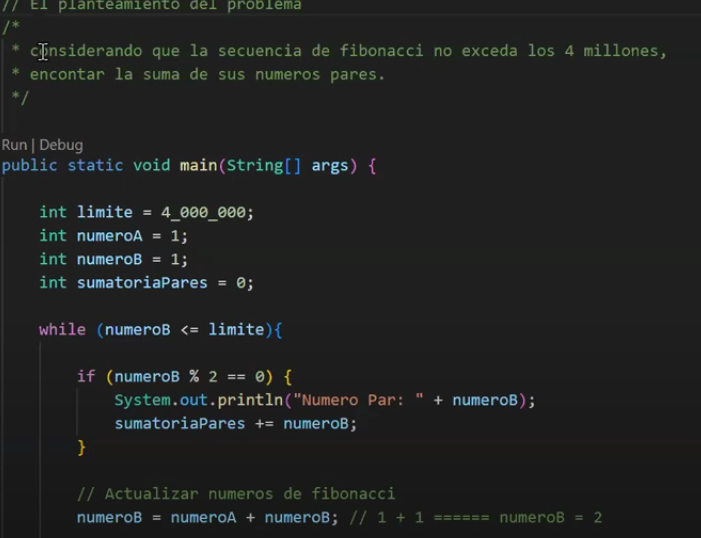 // El planteamiento del problema
/*
* considerando que la secuencia de fibonacci no exceda los 4 millones,
* encontar la suma de sus numeros pares.
*/
Run | Debug
public static void main(String[] args) {
int limite = 4_000_000;
int numeroA = 1;
int numeroB = 1;
int sumatoriaPares = 0;
while (numeroB <= limite){
if (numeroB % 2 == 0) {
System.out.println("Numero Par: " + numeroB);
sumatoriaPares += numeroB;
}
// Actualizar numeros de fibonacci
numeroB = numeroA + numeroB; // 1 + 1 ====== numeroB = 2